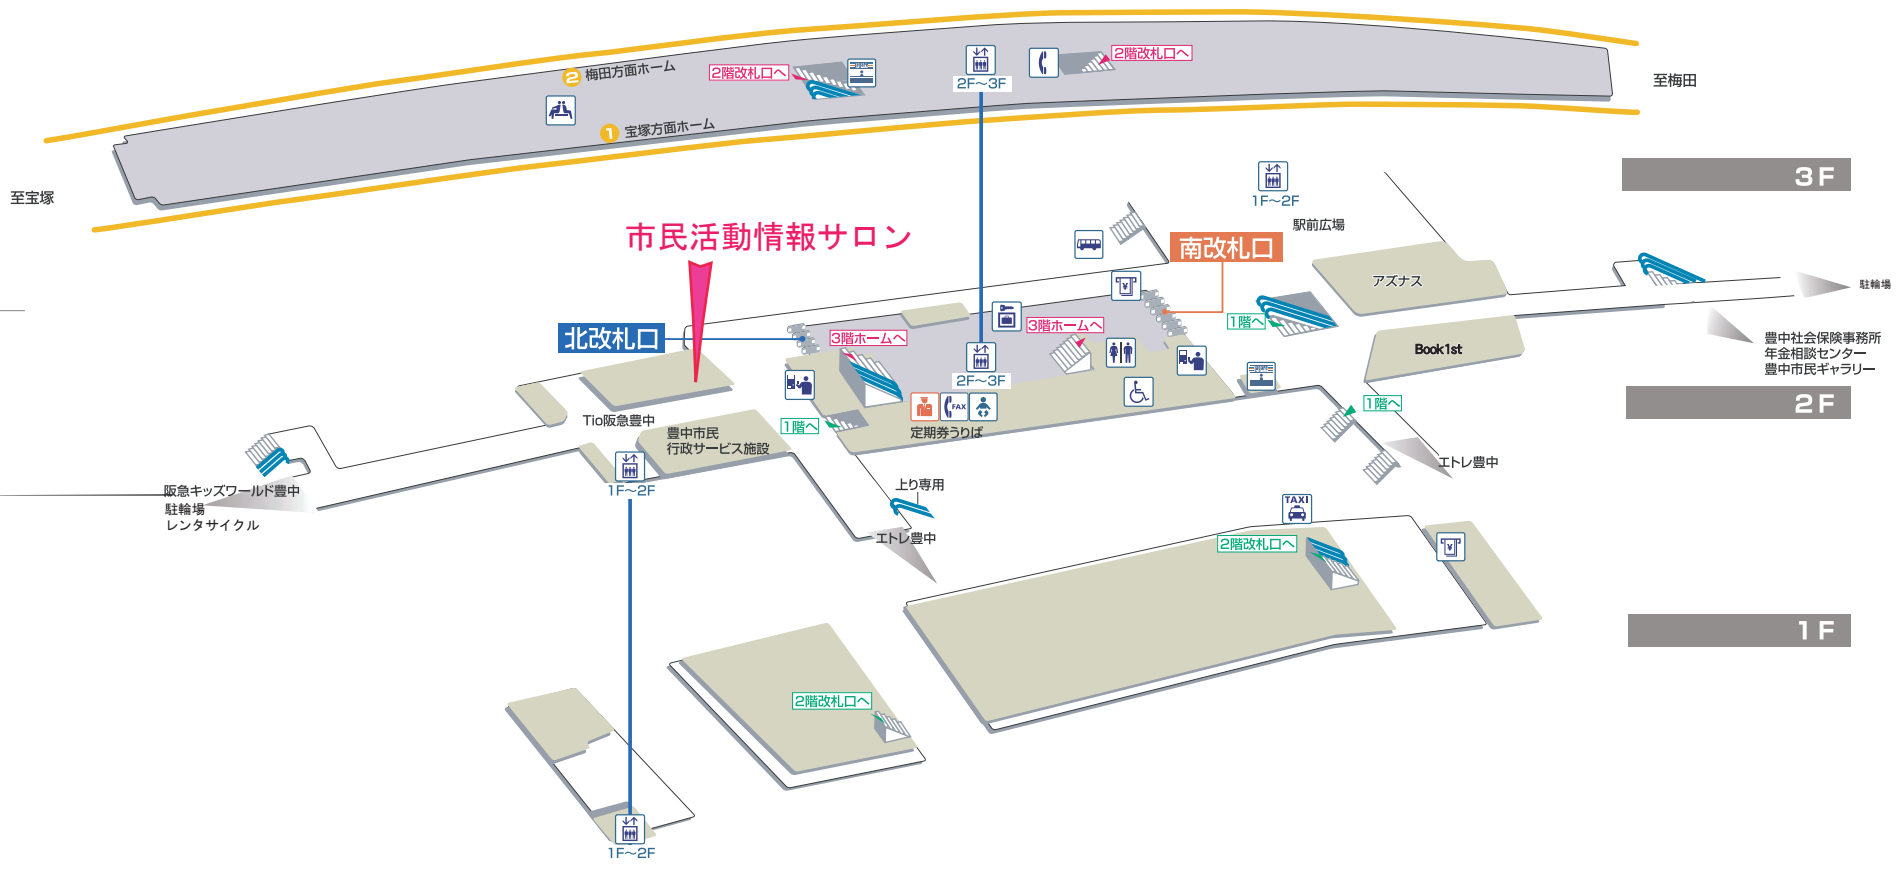 2階改札口へ
2F～3F
2階改札口へ
2 梅田方面ホーム
1 宝塚方面ホーム
至梅田
至宝塚
3F
1F～2F
駅前広場
市民活動情報サロン
南改札口
アズナス
駐輪場
北改札口
3階ホームへ
3階ホームへ
1階へ
豊中社会保険事務所
年金相談センター
豊中市民ギャラリー
Book1st
2F～3F
2F
FAX
定期券うりば
1階へ
1階へ
Tio阪急豊中
豊中市民
行政サービス施設
エトレ豊中
1F～2F
阪急キッズワールド豊中
駐輪場
レンタサイクル
上り専用
エトレ豊中
TAXI
2階改札口へ
¥
¥
1F
2階改札口へ
1F～2F